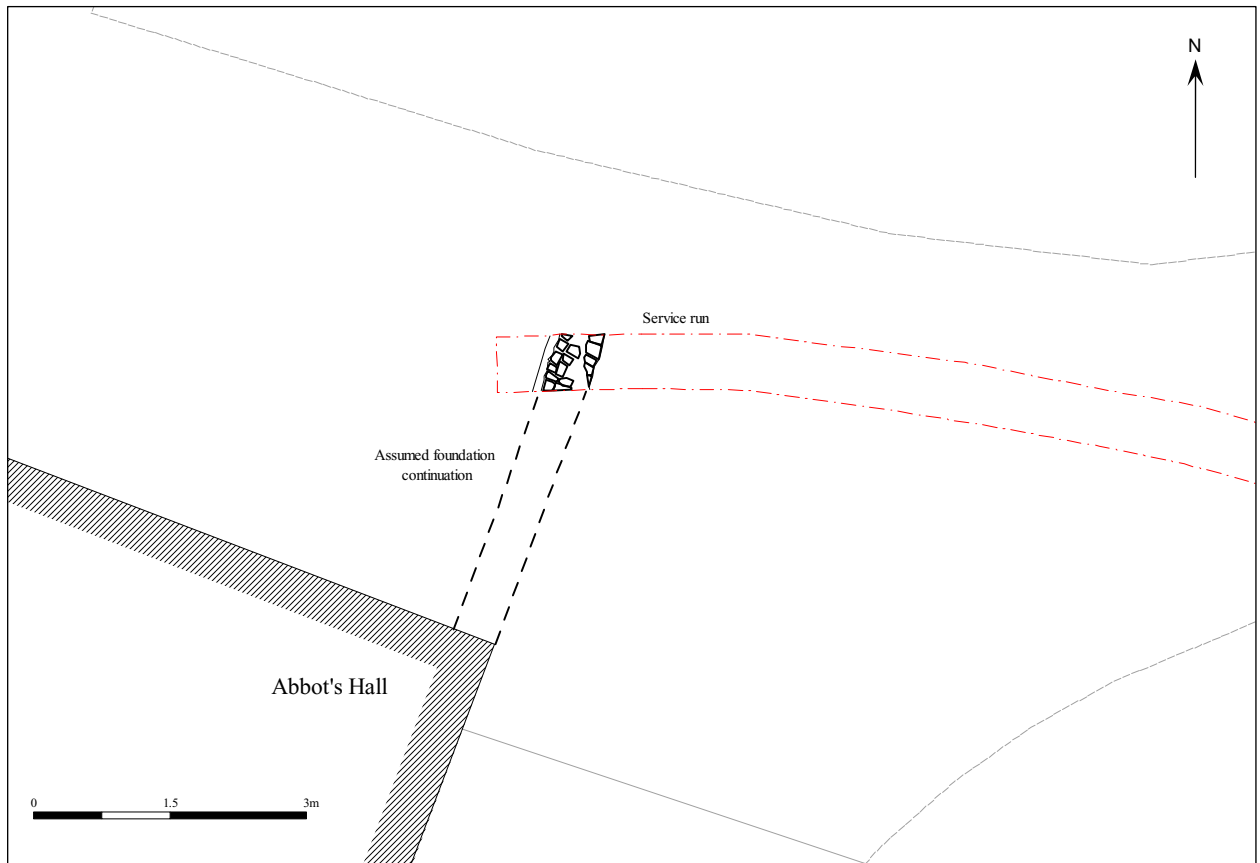 N
Service run
Assumed foundation
continuation
Abbot's Hall
0 1.5 3m